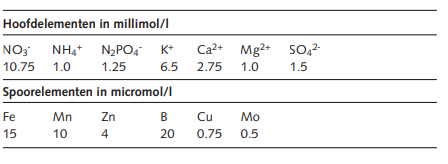 Hoofdelementen in millimol/l
NO₃⁻ NH₄⁺ N₂PO₄⁻ K⁺ Ca²⁺ Mg²⁺ SO₄²⁻
10.75 1.0 1.25 6.5 2.75 1.0 1.5
Spoorelementen in micromol/l
Fe Mn Zn B Cu Mo
15 10 4 20 0.75 0.5